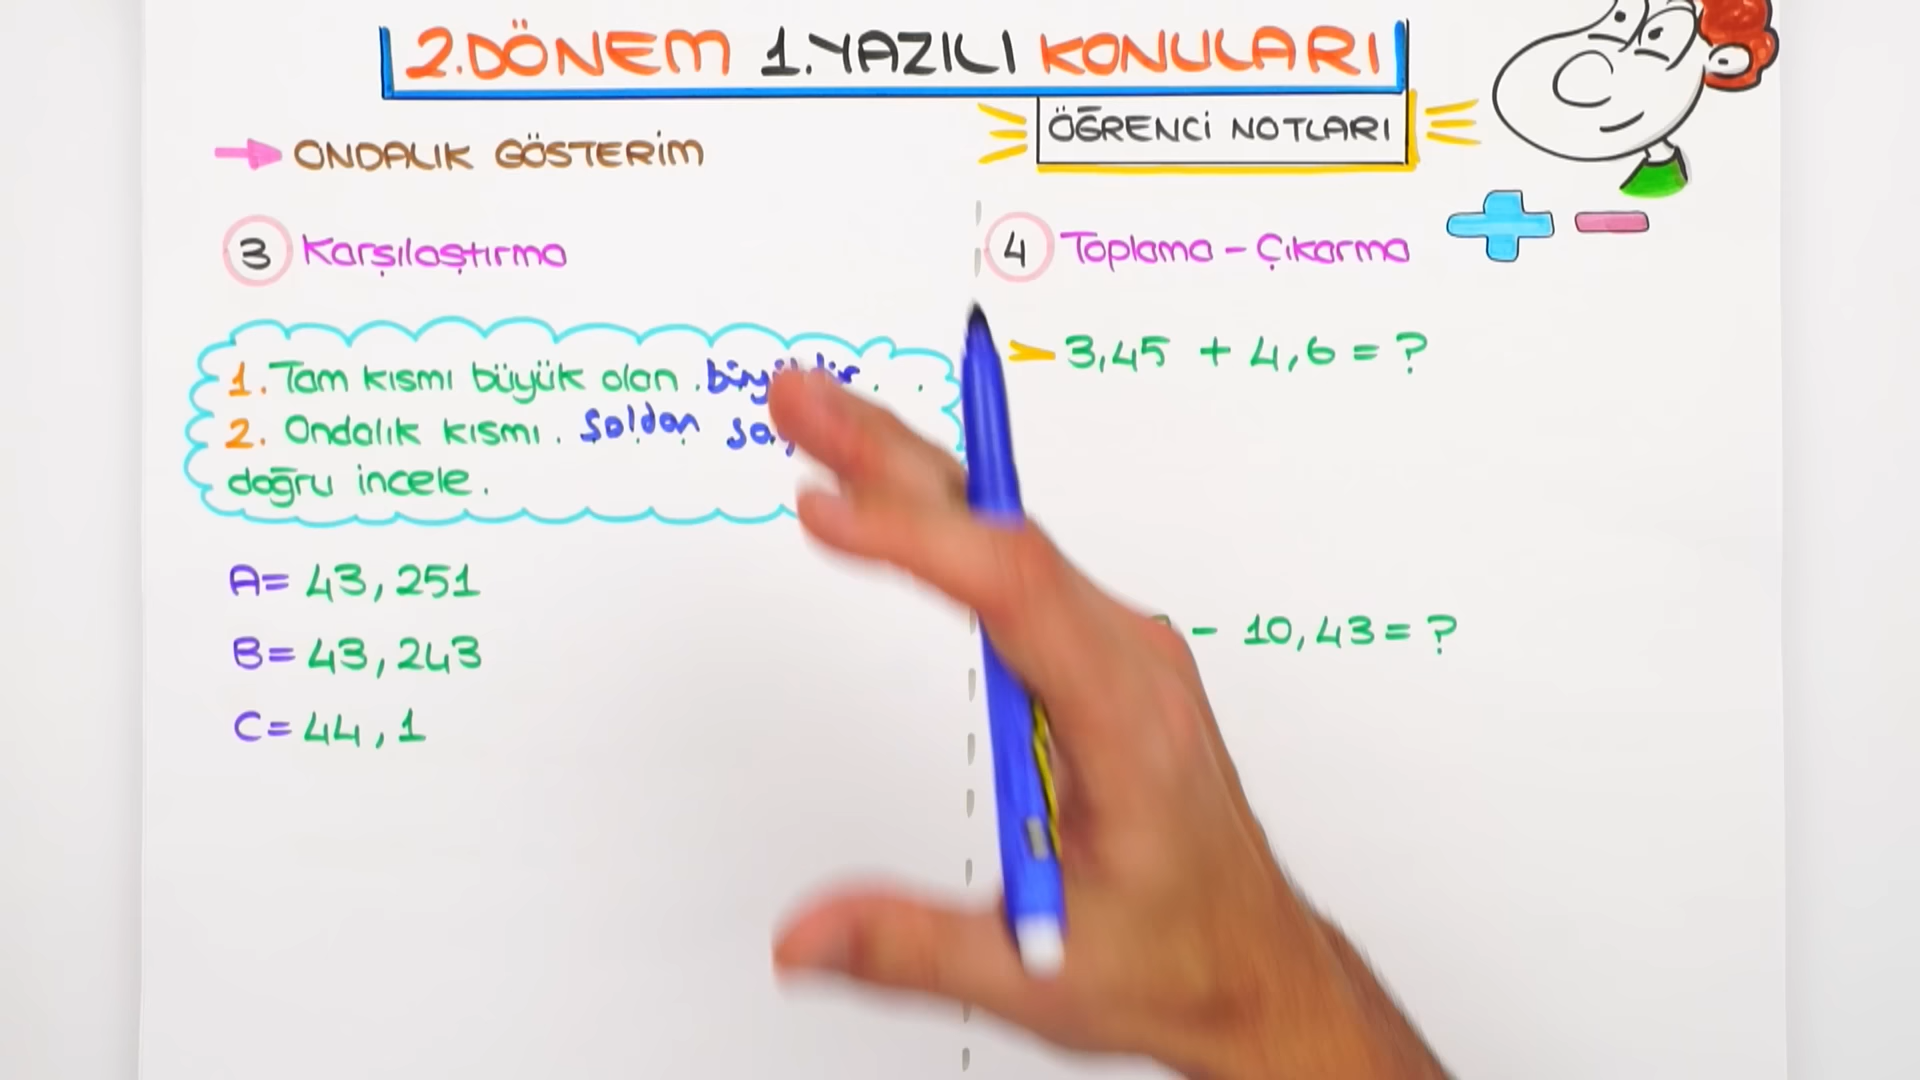 2.DÖNEM 1.YAZILI KONULARI
ÖĞRENCİ NOTLARI
ONDALIK GÖSTERİM
3 Karşılaştırma
1. Tam kısmı büyük olan .
2. Ondalık kısmı . soldan
doğru incele.
A= 43,251
B= 43,243
C= 44,1
4 Toplama - Çıkarma
+ -
3,45 + 4,6 = ?
- 10,43 = ?